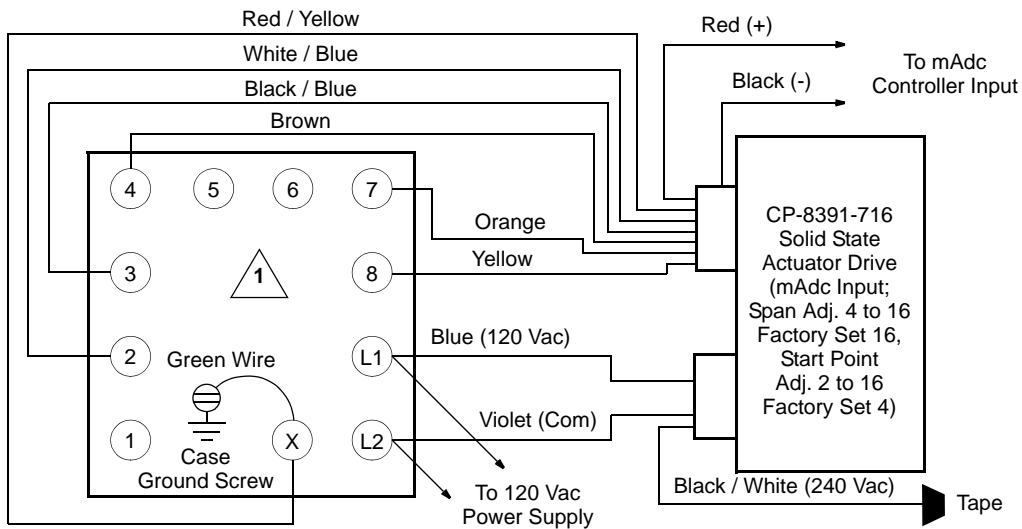 Red / Yellow
Red (+)
White / Blue
To mAdc
Controller Input
Black / Blue
Black (-)
Brown
4
5
6
7
CP-8391-716
Solid State
Actuator Drive
(mAdc Input;
Span Adj. 4 to 16
Factory Set 16,
Start Point
Adj. 2 to 16
Factory Set 4)
Orange
3
1
8
Yellow
Blue (120 Vac)
2
Green Wire
L1
Violet (Com)
1
X
L2
Case
Ground Screw
To 120 Vac
Power Supply
Black / White (240 Vac)
Tape